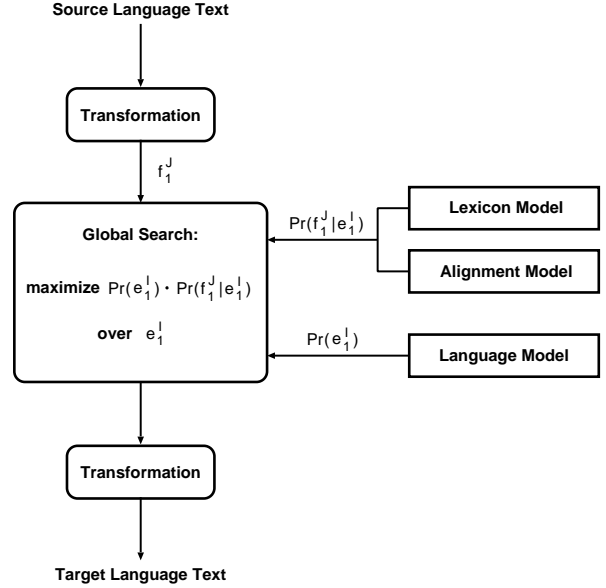 Source Language Text
Transformation
f_1^J
Global Search:
maximize Pr(e_1^I) · Pr(f_1^J|e_1^I)
over e_1^I
Pr(f_1^J|e_1^I)
Lexicon Model
Alignment Model
Pr(e_1^I)
Language Model
Transformation
Target Language Text